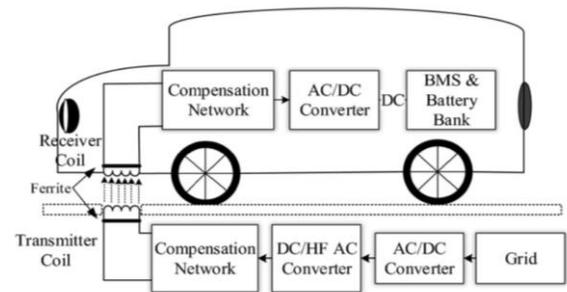 Compensation
Network
AC/DC
Converter
DC
BMS &
Battery
Bank
Receiver
Coil
Ferrite
Transmitter
Coil
Compensation
Network
DC/HF AC
Converter
AC/DC
Converter
Grid